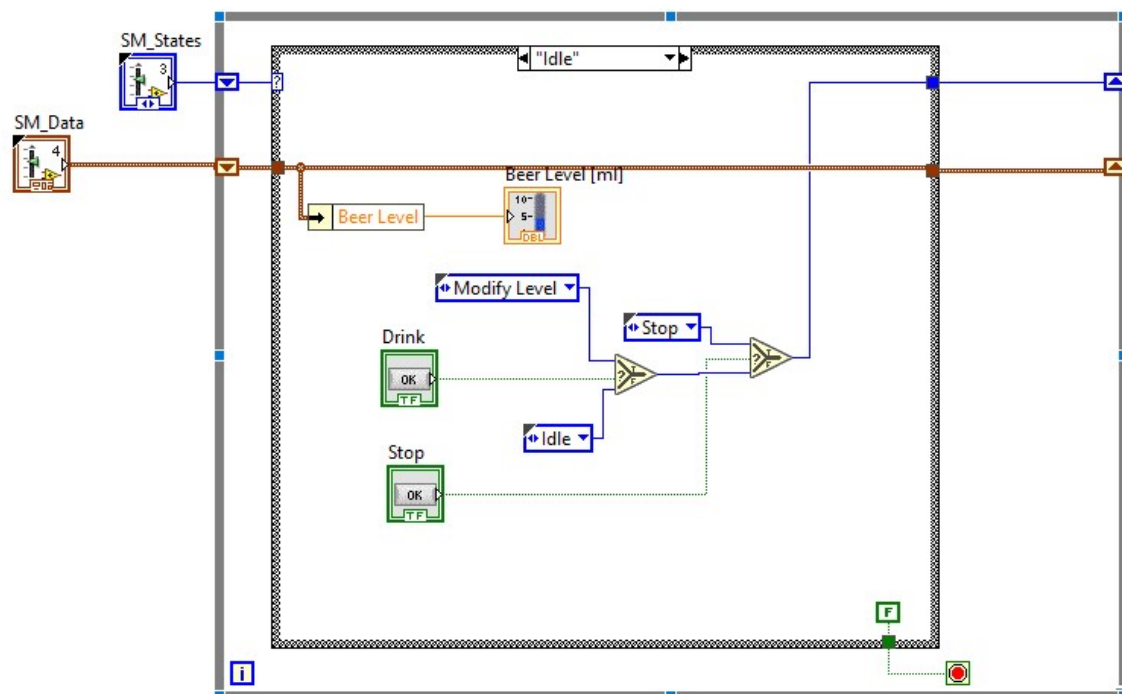 SM_States
3
"Idle"
?
SM_Data
4
Beer Level [ml]
Beer Level
10-
5-
DBL
Modify Level
Stop
Drink
? T F
? T F
OK
TF
Idle
Stop
OK
TF
F
i